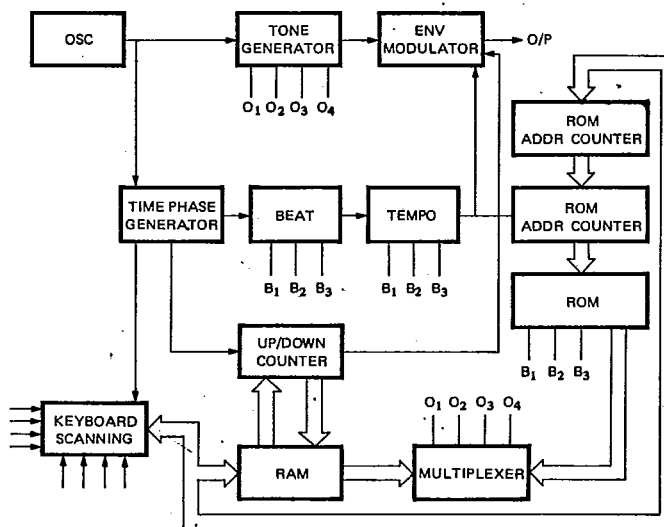 OSC
TONE
GENERATOR
ENV
MODULATOR
O/P
O1 O2 O3 O4
ROM
ADDR COUNTER
TIME PHASE
GENERATOR
BEAT
TEMPO
ROM
ADDR COUNTER
B1 B2 B3
B1 B2 B3
ROM
B1 B2 B3
UP/DOWN
COUNTER
KEYBOARD
SCANNING
O1 O2 O3 O4
RAM
MULTIPLEXER